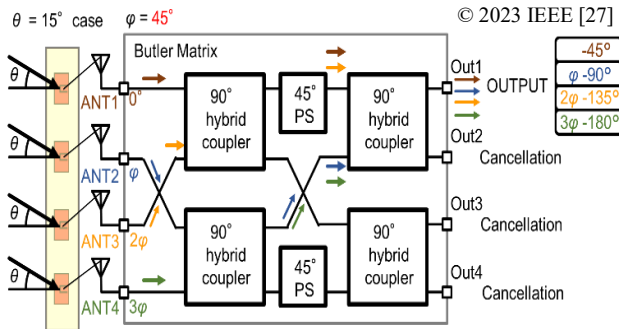 θ = 15° case
φ = 45°
© 2023 IEEE [27]
Butler Matrix
θ
ANT1
0°
90°
hybrid
coupler
45°
PS
90°
hybrid
coupler
Out1
OUTPUT
-45°
φ -90°
2φ -135°
3φ -180°
Out2
Cancellation
θ
ANT2
φ
θ
ANT3
2φ
90°
hybrid
coupler
45°
PS
90°
hybrid
coupler
Out3
Cancellation
Out4
Cancellation
θ
ANT4
3φ